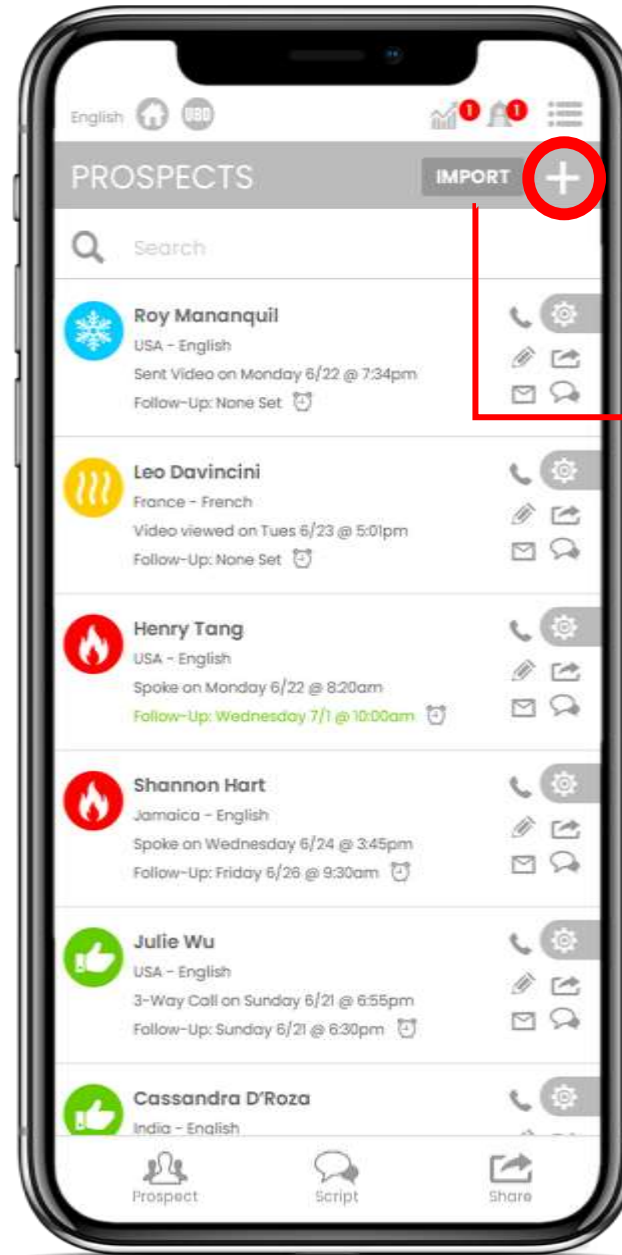 English UBO 1 1
PROSPECTS IMPORT
Search
Roy Mananquil
USA - English
Sent Video on Monday 6/22 @ 7:34pm
Follow-Up: None Set
Leo Davincini
France - French
Video viewed on Tues 6/23 @ 5:01pm
Follow-Up: None Set
Henry Tang
USA - English
Spoke on Monday 6/22 @ 8:20am
Follow-Up: Wednesday 7/1 @ 10:00am
Shannon Hart
Jamaica - English
Spoke on Wednesday 6/24 @ 3:45pm
Follow-Up: Friday 6/26 @ 9:30am
Julie Wu
USA - English
3-Way Call on Sunday 6/21 @ 6:55pm
Follow-Up: Sunday 6/21 @ 6:30pm
Cassandra D'Roza
India - English
Prospect Script Share